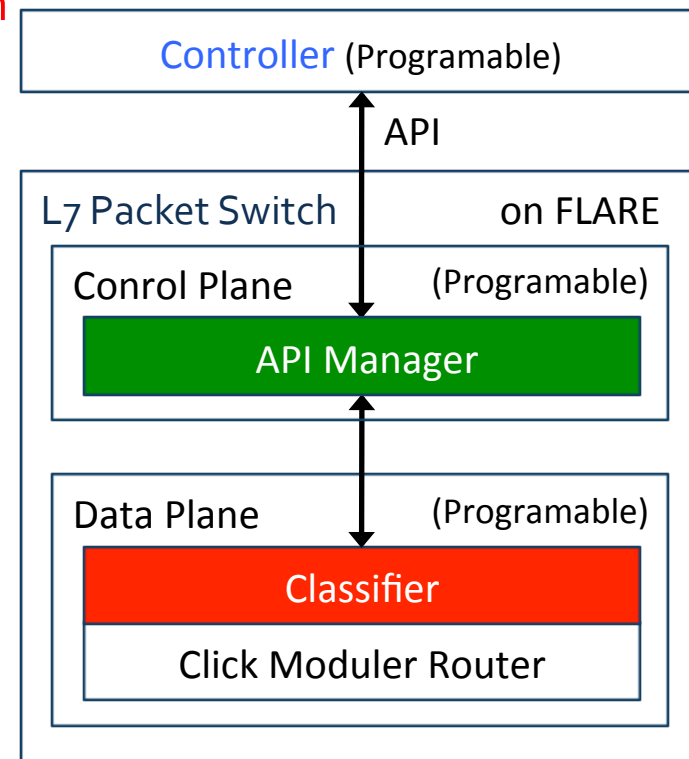 Controller (Programable)
API
L7 Packet Switch on FLARE
Conrol Plane (Programable)
API Manager
Data Plane (Programable)
Classifier
Click Moduler Router